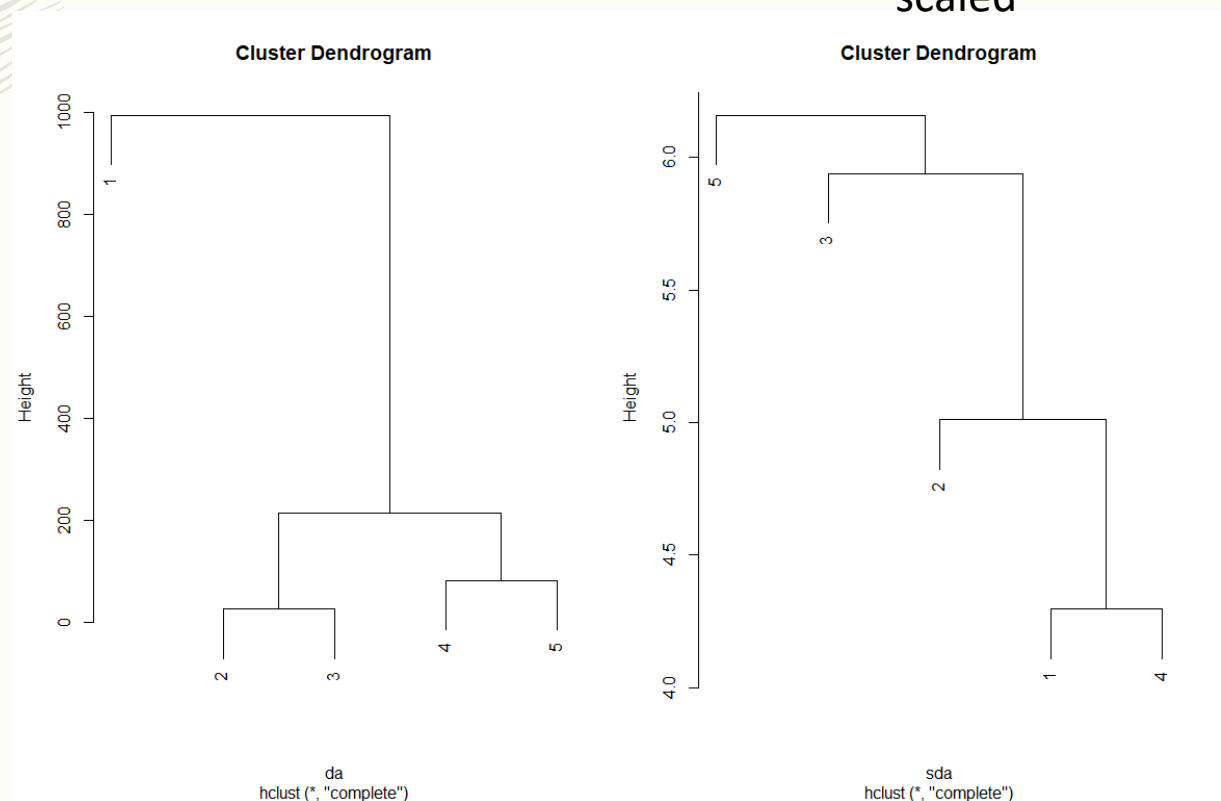 scaled
Cluster Dendrogram
Height
1000
800
600
400
200
0
1
2
3
4
5
da
hclust (*, "complete")
Cluster Dendrogram
Height
6.0
5.5
5.0
4.5
4.0
5
3
2
1
4
sda
hclust (*, "complete")